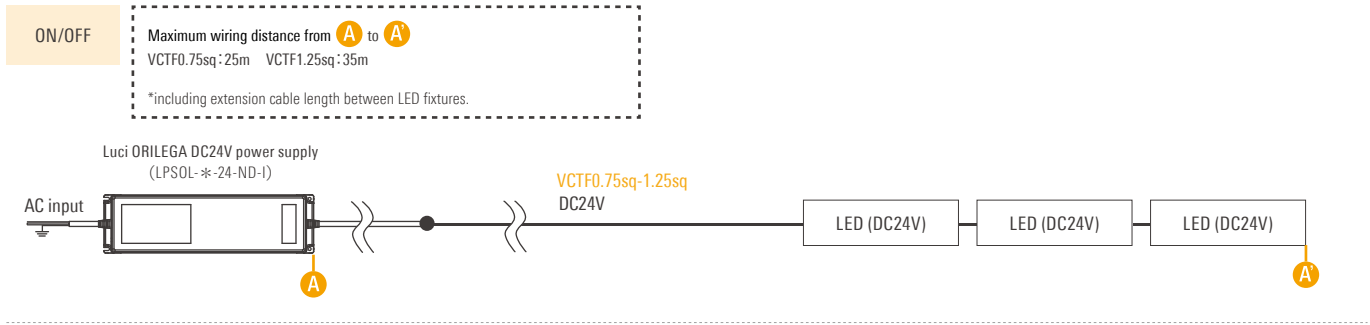 ON/OFF
Maximum wiring distance from A to A'
VCTF0.75sq：25m VCTF1.25sq：35m
*including extension cable length between LED fixtures.
Luci ORILEGA DC24V power supply
（LPSOL-＊-24-ND-I）
AC input
VCTF0.75sq-1.25sq
DC24V
LED (DC24V)
LED (DC24V)
LED (DC24V)
A
A'